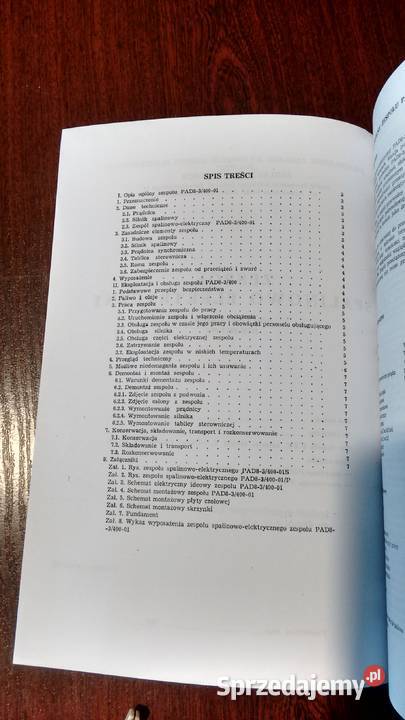 SPIS TREŚCI
I. Opis ogólny zespołu PAD8-3/400-01
1. Przeznaczenie
2. Dane techniczne
2.1. Prądnica
2.2. Silnik spalinowy
2.3. Zespół spalinowo-elektryczny PAD8-3/400-01
3. Zasadnicze elementy zespołu
3.1. Budowa zespołu
3.2. Silnik spalinowy
3.3. Prądnica synchroniczna
3.4. Tablica sterownicza
3.5. Rama zespołu
3.6. Zabezpieczenie zespołu od przeciążeń i zwarć
4. Wyposażenie
II. Eksploatacja i obsługa zespołu PAD8-3/400
1. Podstawowe przepisy bezpieczeństwa
2. Paliwo i oleje
3. Praca zespołu
3.1. Przygotowanie zespołu do pracy
4.2. Uruchomienie zespołu i włączenie obciążenia
3.3. Obsługa zespołu w czasie jego pracy i obowiązki personelu obsługującego
3.4. Obsługa silnika
3.5. Obsługa części elektrycznej zespołu
3.6. Zatrzymanie zespołu
3.7. Eksploatacja zespołu w niskich temperaturach
4. Przegląd techniczny
5. Możliwe niedomagania zespołu i ich usuwanie
6. Demontaż i montaż zespołu
6.1. Warunki demontażu zespołu
6.2. Demontaż zespołu
6.2.1. Zdjęcie zespołu z podwozia
6.2.2. Zdjęcie osłony z zespołu
6.2.3. Wymontowanie prądnicy
6.2.4. Wymontowanie silnika
6.2.5. Wymontowanie tablicy sterowniczej
7. Konserwacja, składowanie, transport i rozkonserwowanie
7.1. Konserwacja
7.2. Składowanie i transport
7.3. Rozkonserwowanie
8. Załączniki
Zał. 1. Rys. zespołu spalinowo-elektrycznego PAD8-3/400-01/S
Zał. 2. Rys. zespołu spalinowo-elektrycznego PAD8-3/400-01/P
Zał. 3. Schemat elektryczny ideowy zespołu PAD8-3/400-01
Zał. 4. Schemat montażowy zespołu PAD8-3/400-01
Zał. 5. Schemat montażowy płyty czołowej
Zał. 6. Schemat montażowy skrzynki
Zał. 7. Fundament
Zał. 8. Wykaz wyposażenia zespołu spalinowo-elektrycznego zespołu PAD8-
-3/400-01
Sprzedajemy.pl